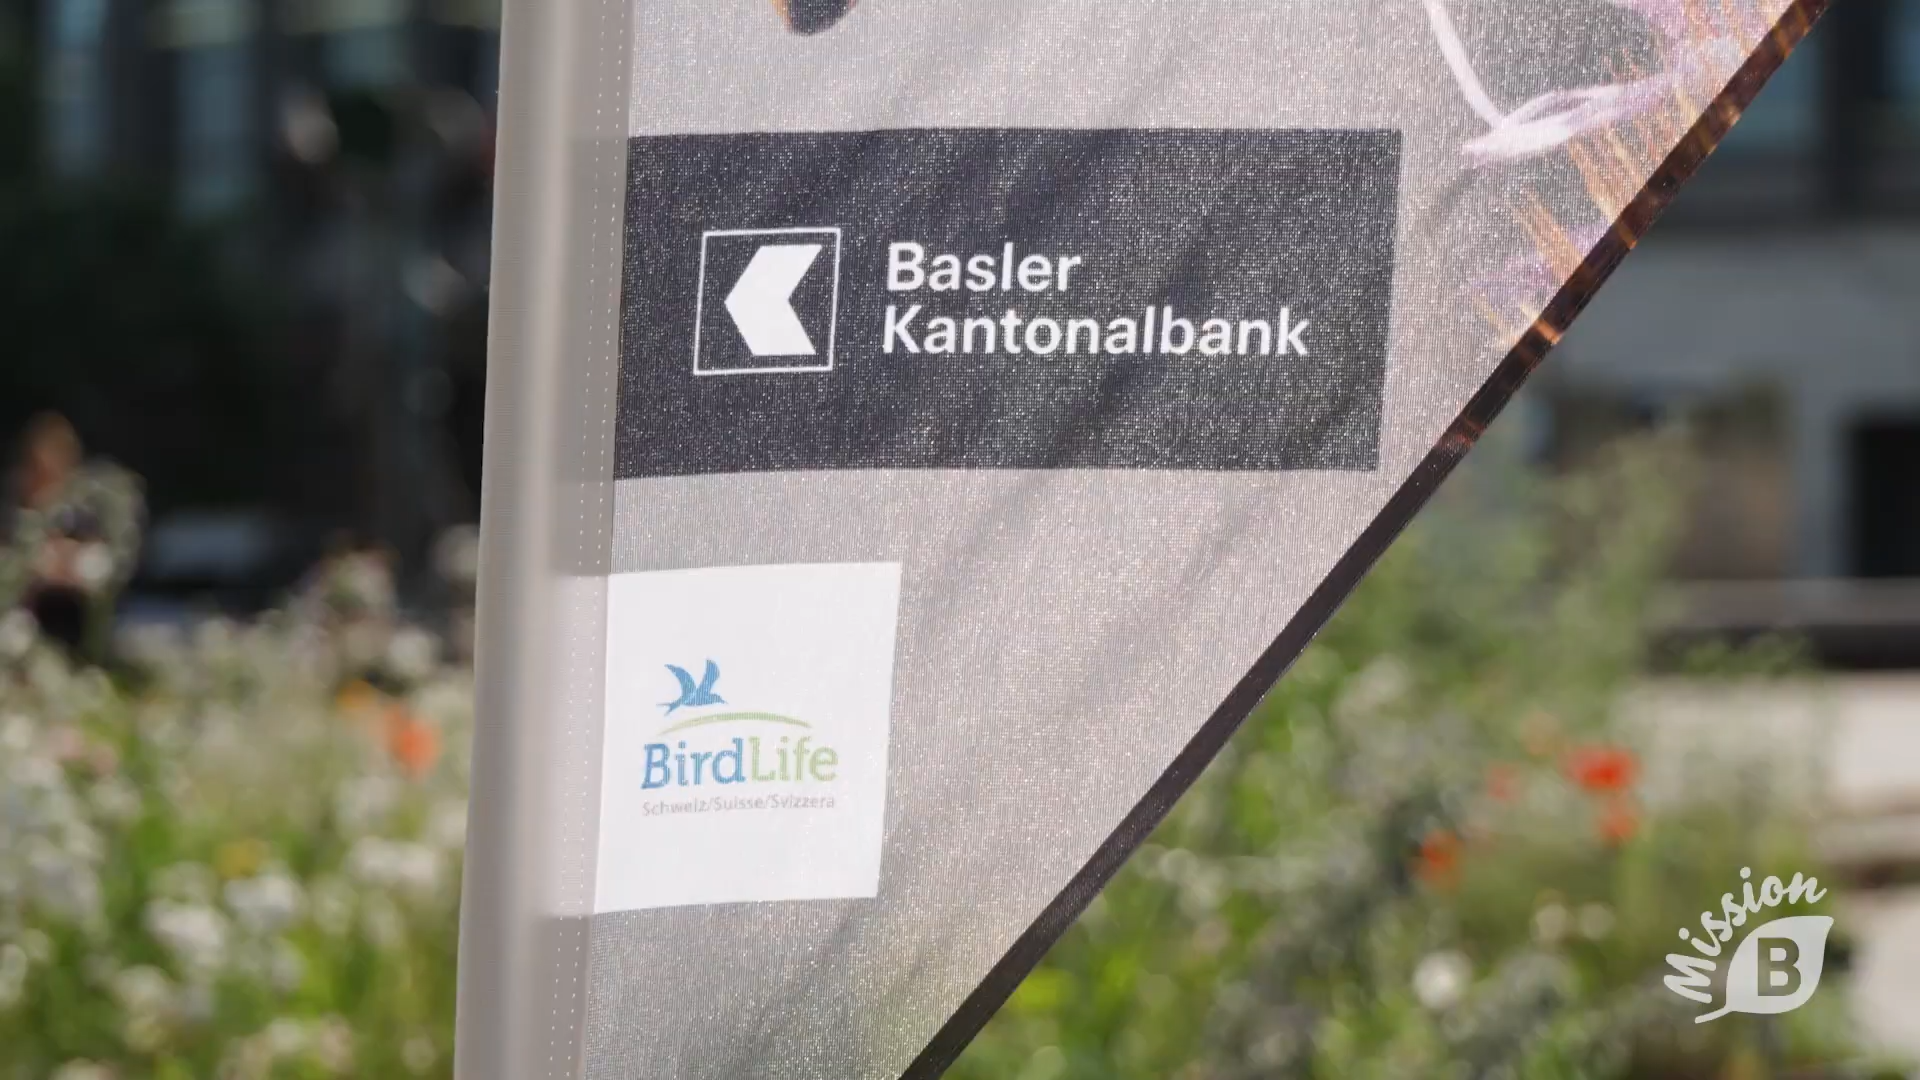 Basler
Kantonalbank
BirdLife
Schweiz/Suisse/Svizzera
Mission
B